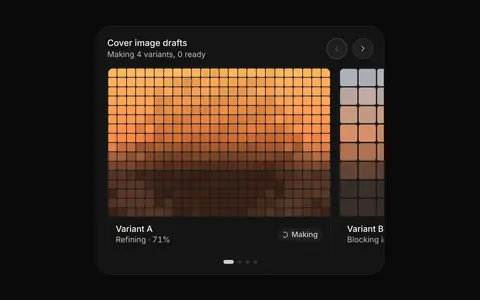 Cover image drafts
Making 4 variants, 0 ready
Variant A
Refining · 71%
Making
Variant B
Blocking